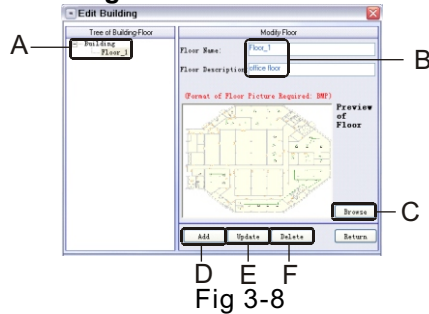 Edit Building
Tree of Building-Floor
Modify Floor
A
Building
Floor_1
Floor Name:
Floor_1
B
Floor Description
office floor
(Format of Floor Picture Required: BMP)
Preview
of
Floor
Browse
C
Add
Update
Delete
Return
D
E
F
Fig 3-8